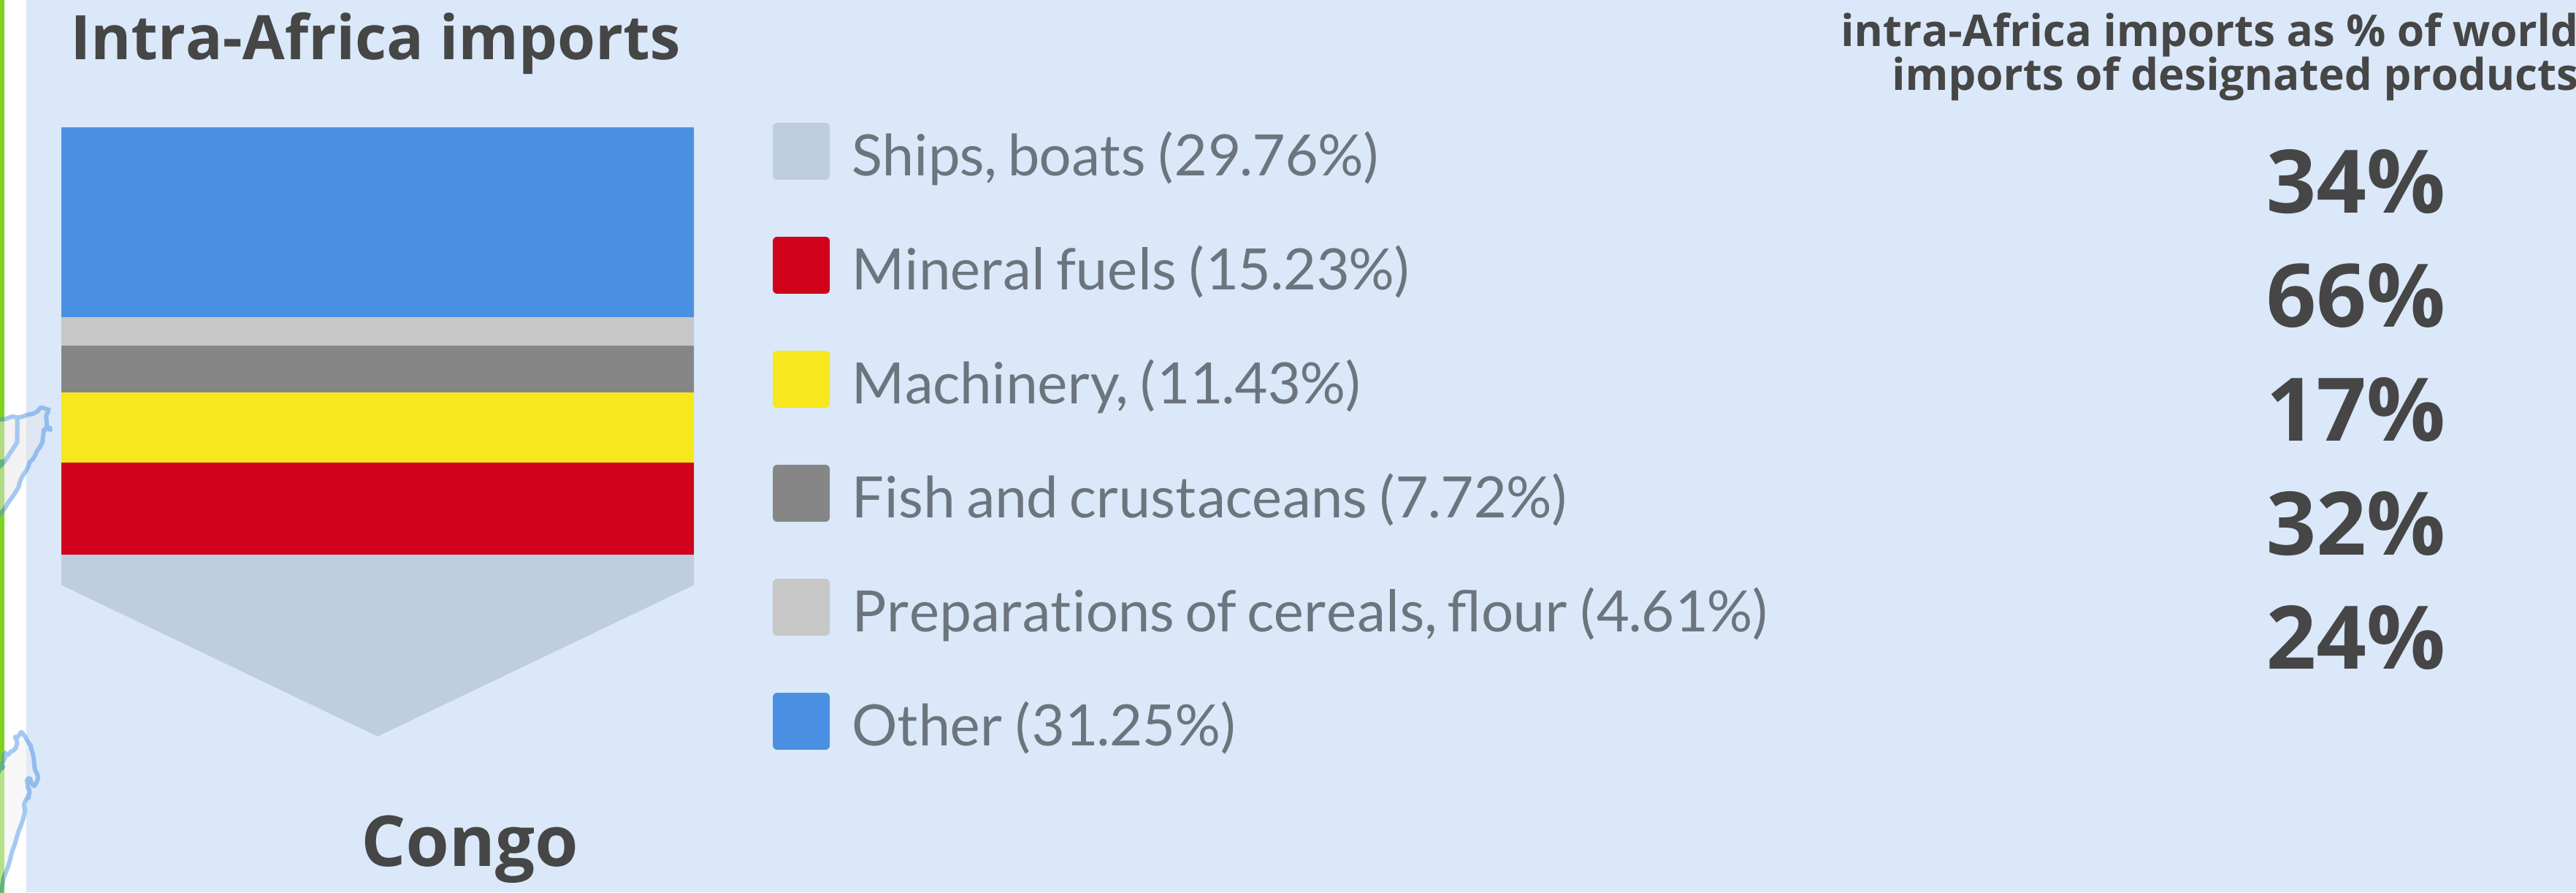 Intra-Africa imports
intra-Africa imports as % of world
imports of designated products
Ships, boats (29.76%)
34%
Mineral fuels (15.23%)
66%
Machinery, (11.43%)
17%
Fish and crustaceans (7.72%)
32%
Preparations of cereals, flour (4.61%)
24%
Other (31.25%)
Congo